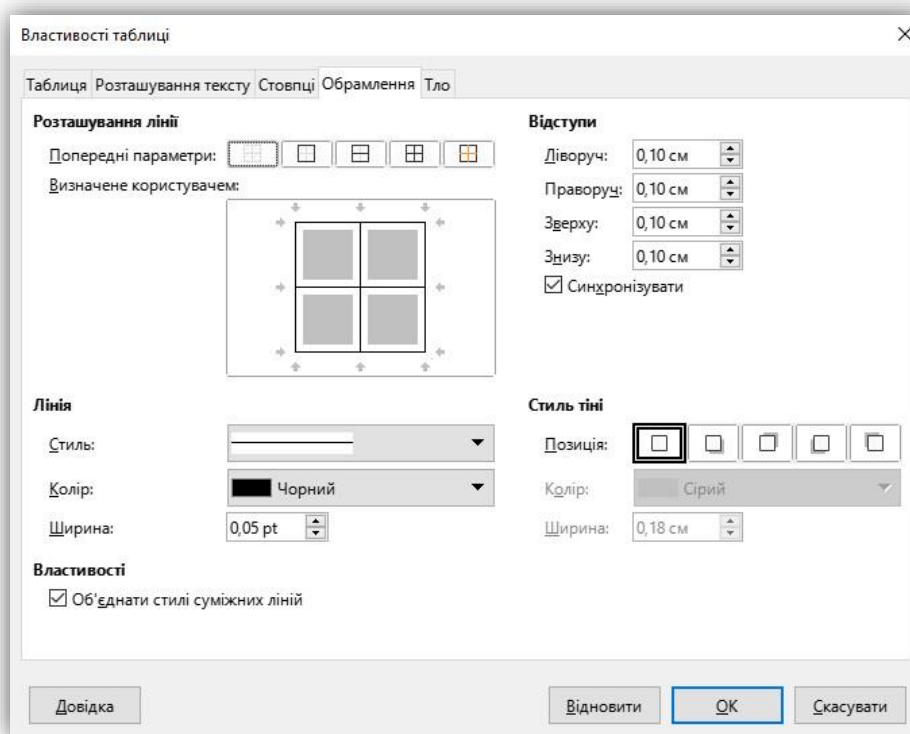 Властивості таблиці
Таблиця Розташування тексту Стовпці Обрамлення Тло
Розташування лінії
Попередні параметри:
Визначене користувачем:
Відступи
Ліворуч: 0,10 см
Праворуч: 0,10 см
Зверху: 0,10 см
Знизу: 0,10 см
Синхронізувати
Лінія
Стиль:
Колір: Чорний
Ширина: 0,05 pt
Стиль тіні
Позиція:
Колір: Сірий
Ширина: 0,18 см
Властивості
Об'єднати стилі суміжних ліній
Довідка Відновити OK Скасувати